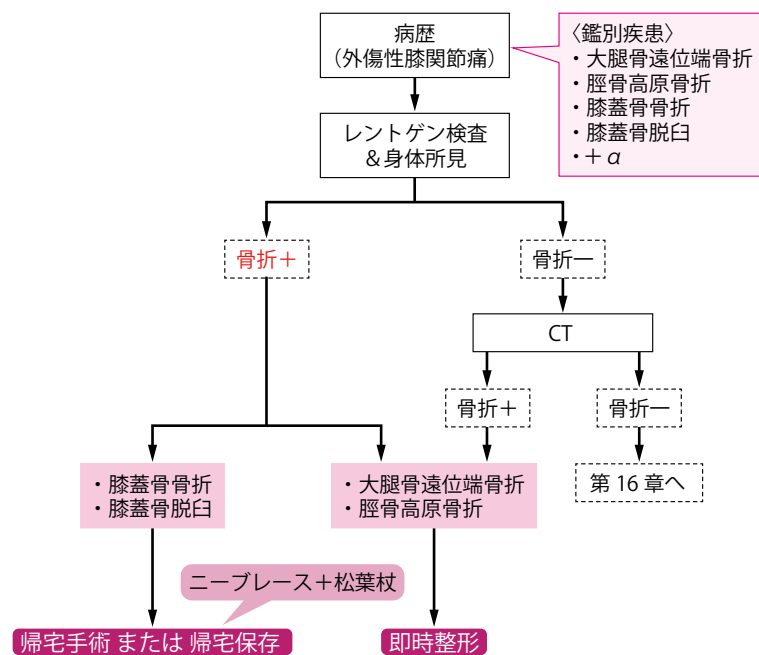 病歴
（外傷性膝関節痛）
〈鑑別疾患〉
・大腿骨遠位端骨折
・脛骨高原骨折
・膝蓋骨骨折
・膝蓋骨脱臼
・＋α
レントゲン検査
＆身体所見
骨折＋
骨折ー
CT
骨折＋
骨折ー
・膝蓋骨骨折
・膝蓋骨脱臼
・大腿骨遠位端骨折
・脛骨高原骨折
第 16 章へ
ニーブレース＋松葉杖
帰宅手術 または 帰宅保存
即時整形